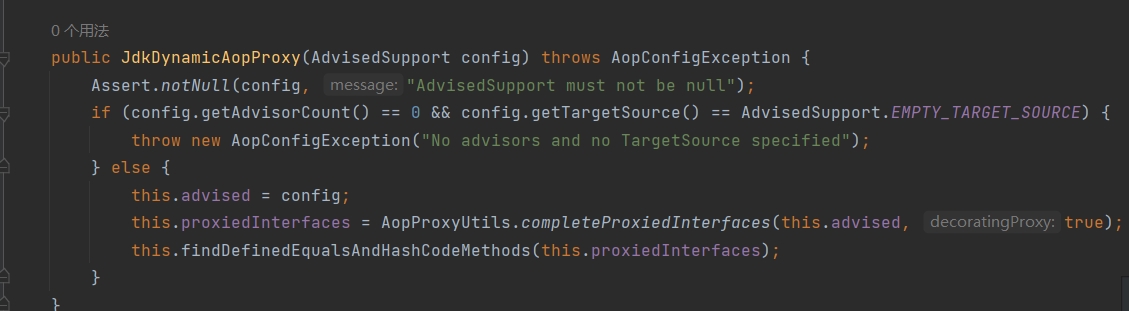 0 个用法
public JdkDynamicAopProxy(AdvisedSupport config) throws AopConfigException {
Assert.notNull(config, message: "AdvisedSupport must not be null");
if (config.getAdvisorCount() == 0 && config.getTargetSource() == AdvisedSupport.EMPTY_TARGET_SOURCE) {
throw new AopConfigException("No advisors and no TargetSource specified");
} else {
this.advised = config;
this.proxiedInterfaces = AopProxyUtils.completeProxiedInterfaces(this.advised, decoratingProxy: true);
this.findDefinedEqualsAndHashCodeMethods(this.proxiedInterfaces);
}
}